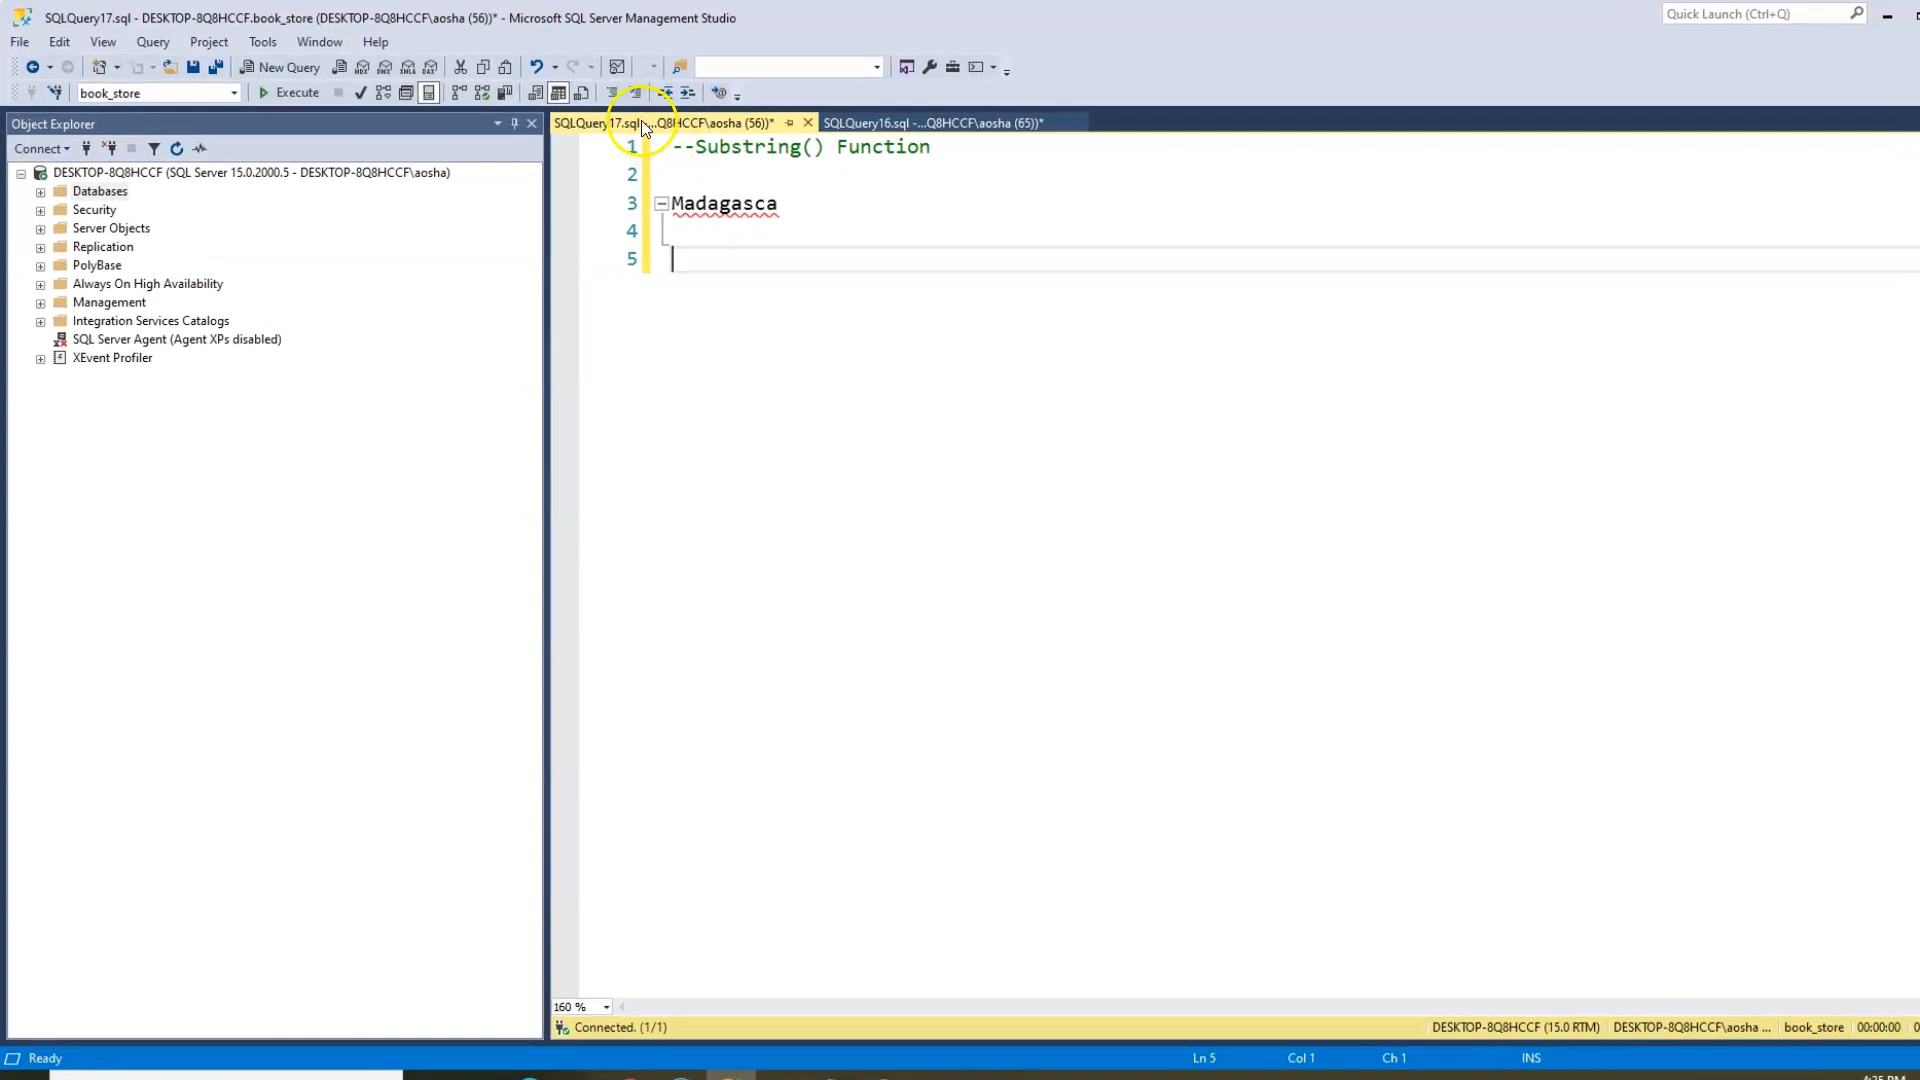 SQLQuery17.sql - DESKTOP-8Q8HCCF.book_store (DESKTOP-8Q8HCCF\aosha (56))* - Microsoft SQL Server Management Studio
Quick Launch (Ctrl+Q)
File Edit View Query Project Tools Window Help
New Query
book_store Execute
Object Explorer
SQLQuery17.sql -...Q8HCCF\aosha (56))* SQLQuery16.sql -...Q8HCCF\aosha (65))*
Connect
DESKTOP-8Q8HCCF (SQL Server 15.0.2000.5 - DESKTOP-8Q8HCCF\aosha)
Databases
Security
Server Objects
Replication
PolyBase
Always On High Availability
Management
Integration Services Catalogs
SQL Server Agent (Agent XPs disabled)
XEvent Profiler
1 --Substring() Function
2
3 Madagasca
4
5
160 %
Connected. (1/1) DESKTOP-8Q8HCCF (15.0 RTM) DESKTOP-8Q8HCCF\aosha ... book_store 00:00:00
Ready Ln 5 Col 1 Ch 1 INS